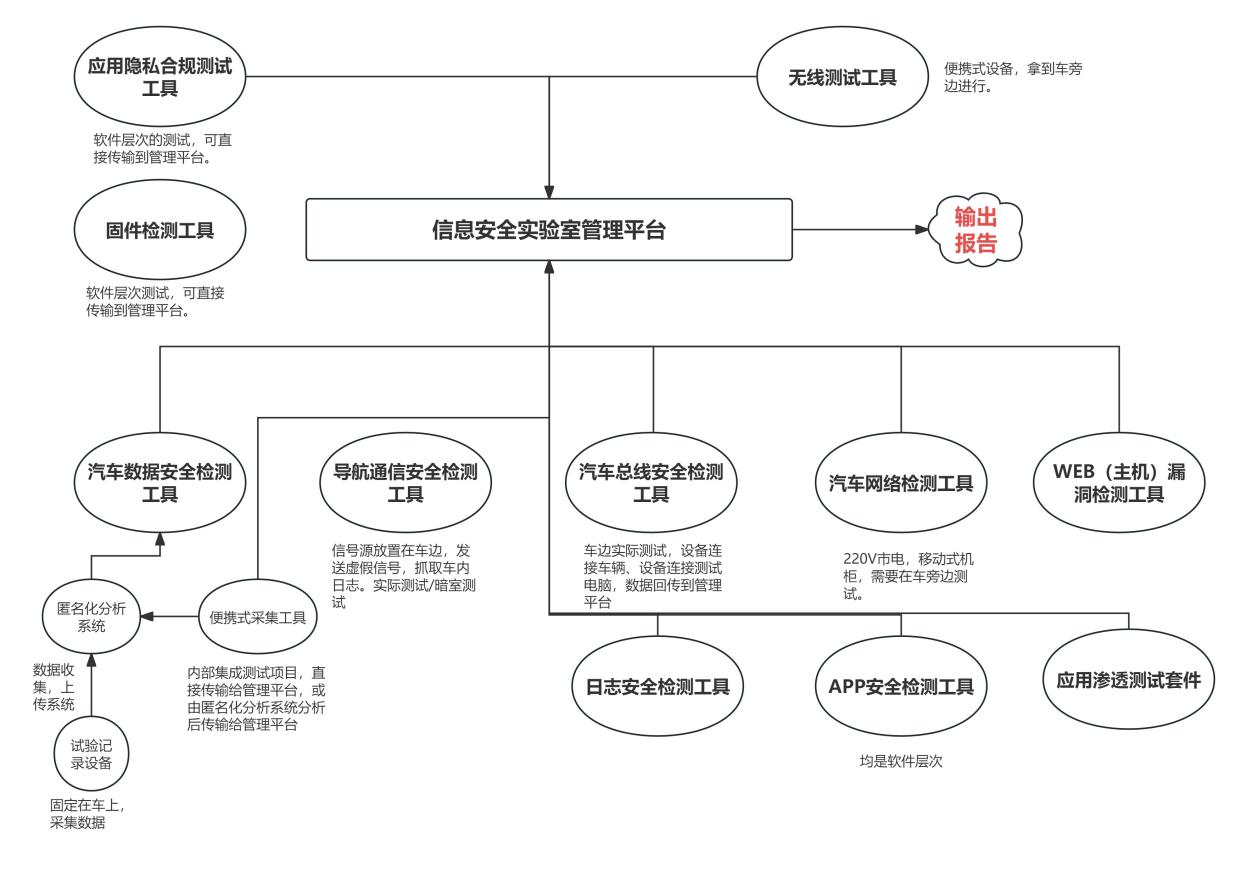 应用隐私合规测试
工具
无线测试工具
便携式设备，拿到车旁
边进行。
软件层次的测试，可直
接传输到管理平台。
固件检测工具
信息安全实验室管理平台
输出
报告
软件层次测试，可直接
传输到管理平台。
汽车数据安全检测
工具
导航通信安全检测
工具
汽车总线安全检测
工具
汽车网络检测工具
WEB（主机）漏
洞检测工具
信号源放置在车边，发
送虚假信号，抓取车内
日志。实际测试/暗室测
试
车边实际测试，设备连
接车辆、设备连接测试
电脑，数据回传到管理
平台
220V市电，移动式机
柜，需要在车旁边测
试。
匿名化分析
系统
便携式采集工具
数据收
集，上
传系统
内部集成测试项目，直
接传输给管理平台，或
由匿名化分析系统分析
后传输给管理平台
日志安全检测工具
APP安全检测工具
应用渗透测试套件
试验记
录设备
均是软件层次
固定在车上，
采集数据